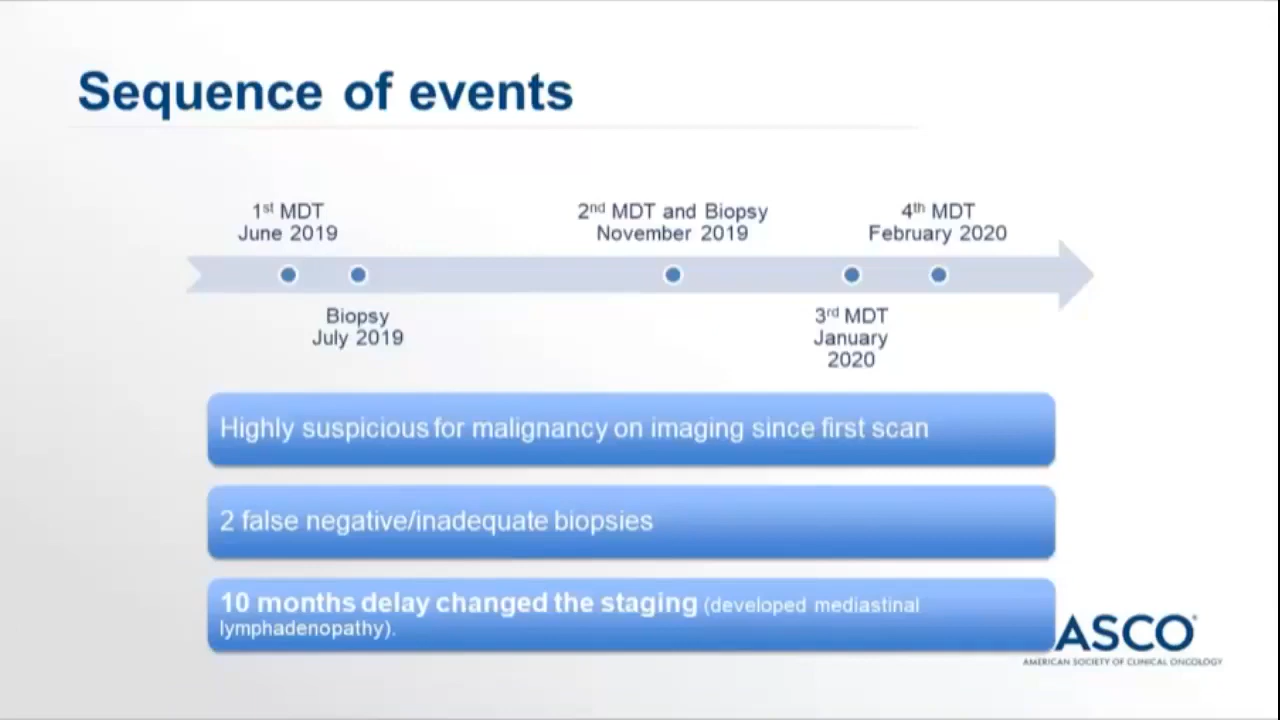 Sequence of events
1st MDT
June 2019
2nd MDT and Biopsy
November 2019
4th MDT
February 2020
Biopsy
July 2019
3rd MDT
January
2020
Highly suspicious for malignancy on imaging since first scan
2 false negative/inadequate biopsies
10 months delay changed the staging (developed mediastinal
lymphadenopathy).
ASCO®
AMERICAN SOCIETY OF CLINICAL ONCOLOGY